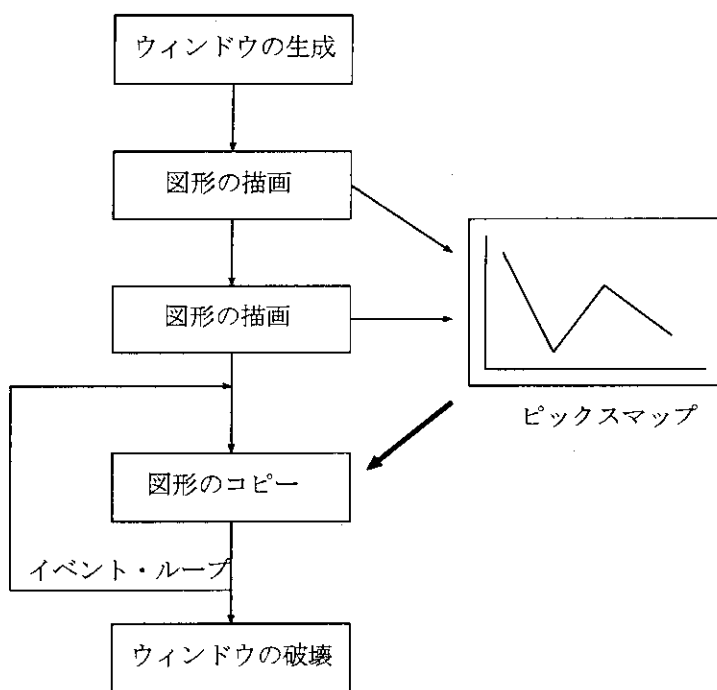 ウィンドウの生成
図形の描画
図形の描画
ピックスマップ
図形のコピー
イベント・ループ
ウィンドウの破壊